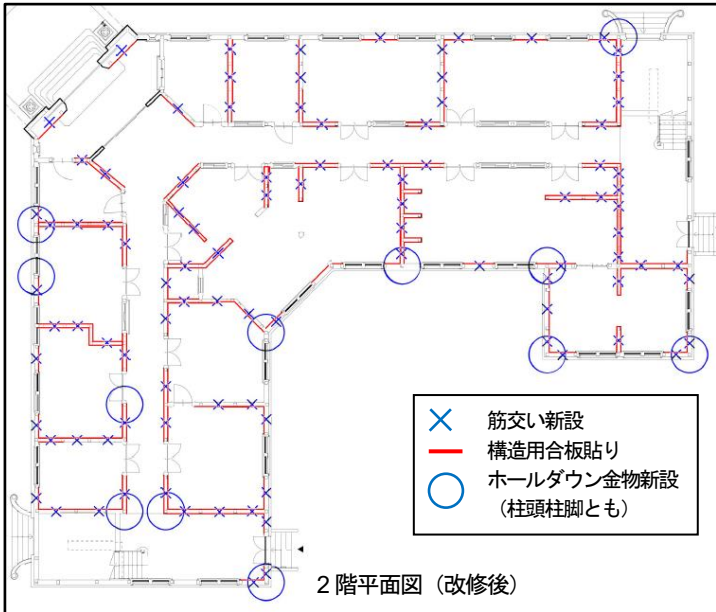 筋交い新設
構造用合板貼り
ホールダウン金物新設
（柱頭柱脚とも）
２階平面図（改修後）